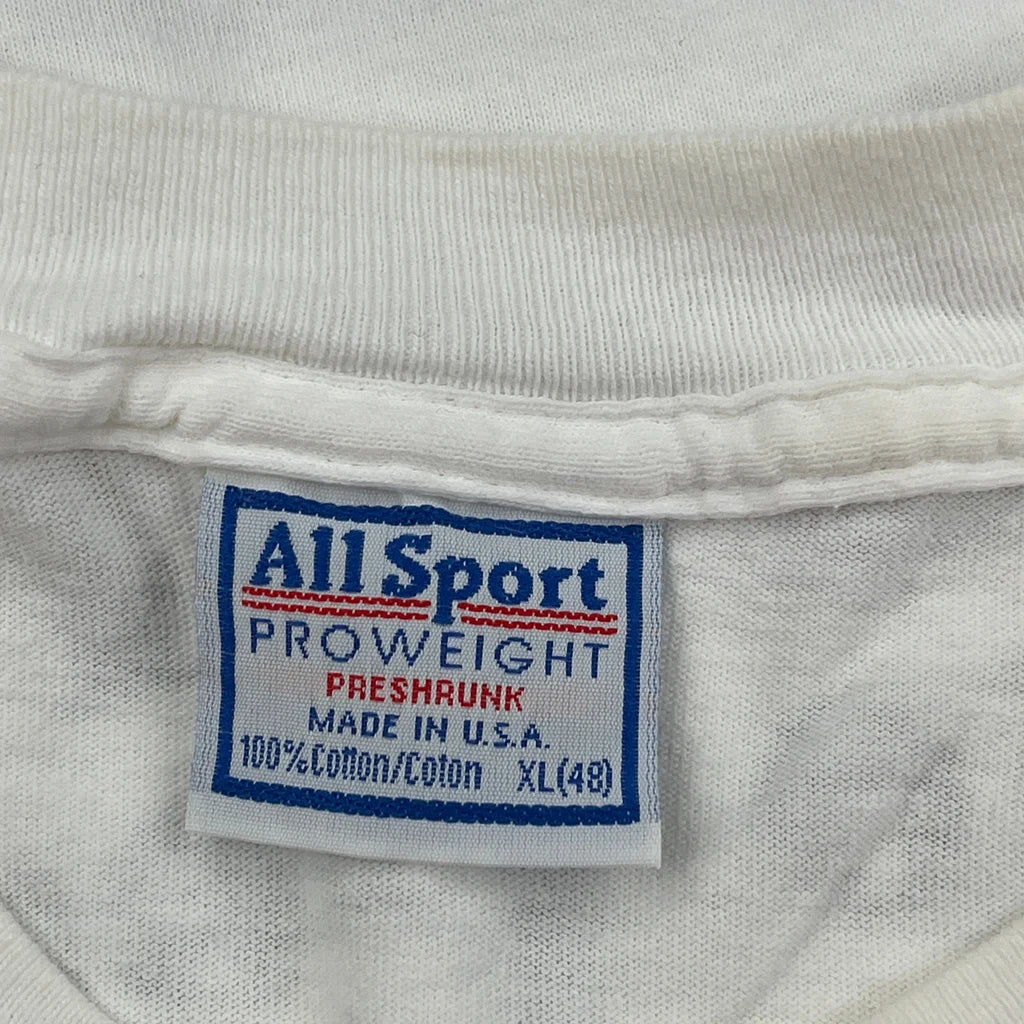 All Sport
PROWEIGHT
PRESHRUNK
MADE IN U.S.A.
100% Cotton/Coton XL(48)